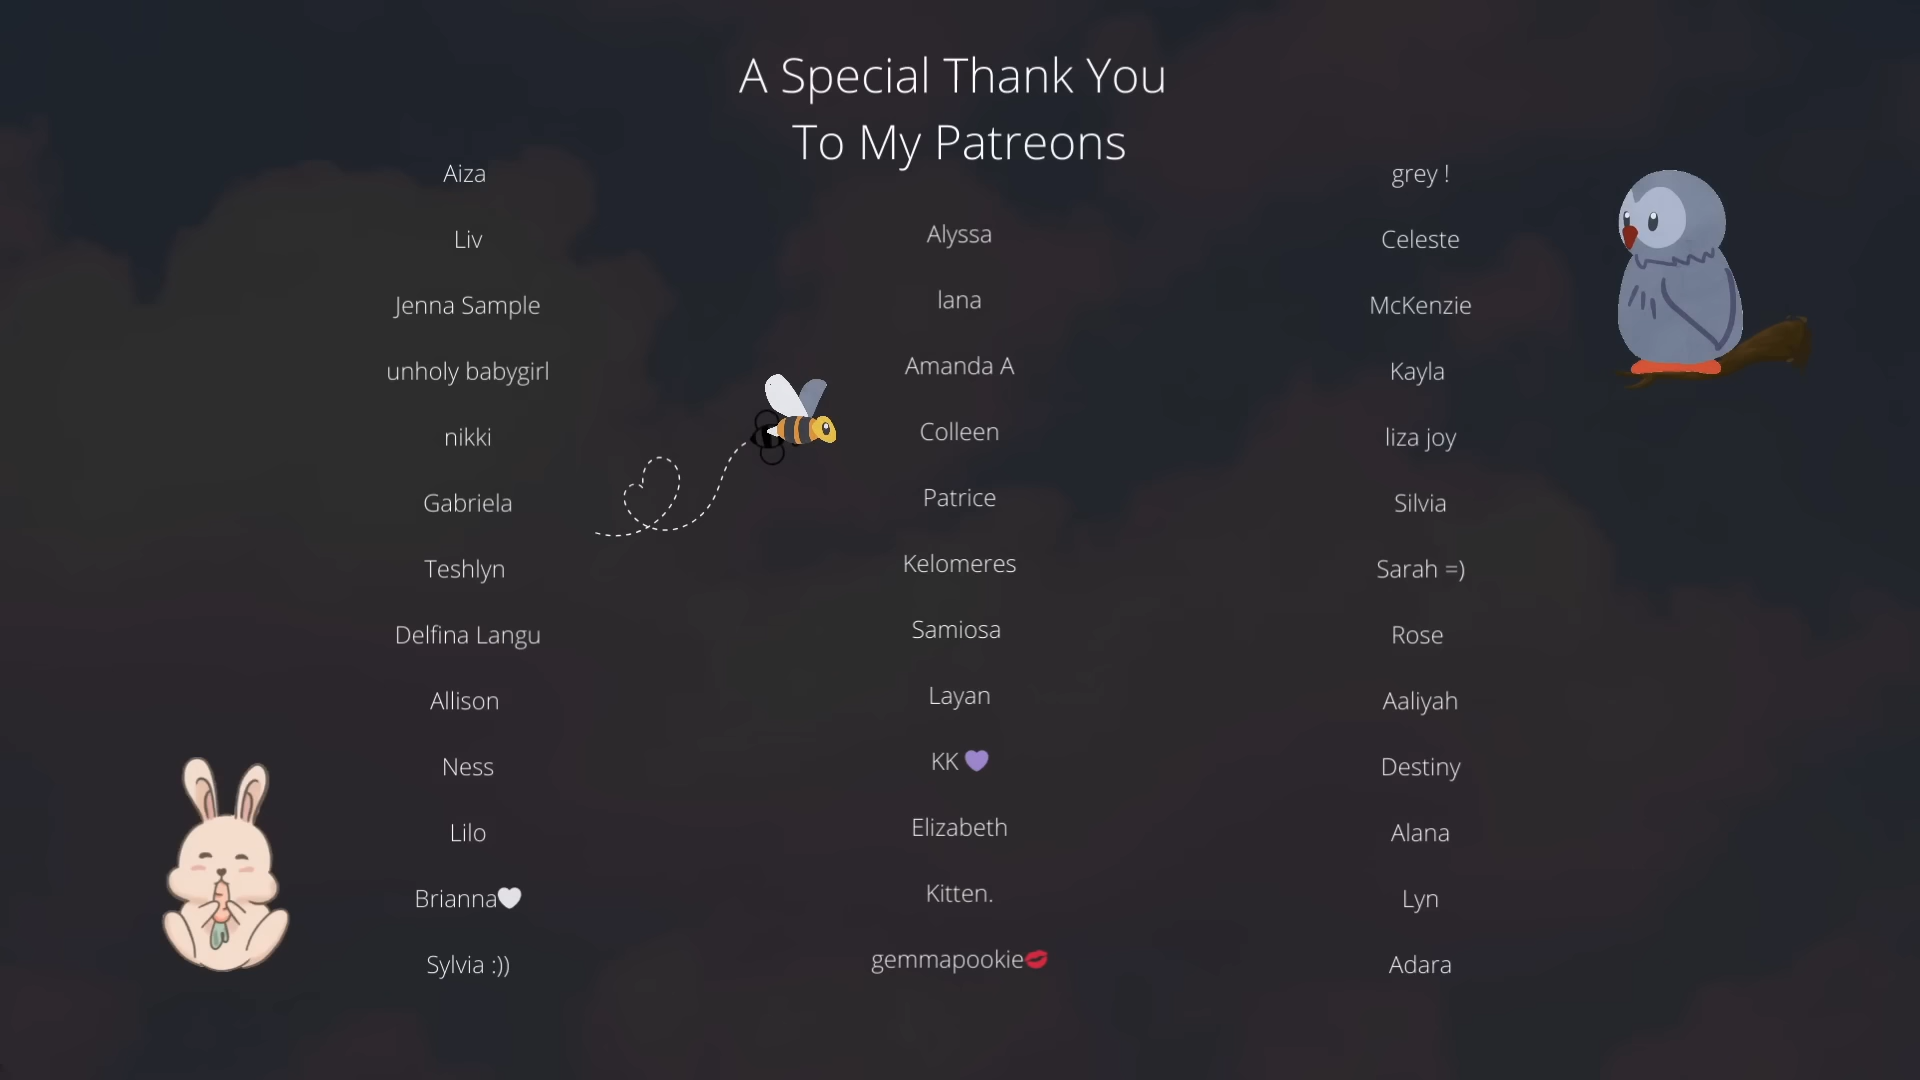 A Special Thank You
To My Patreons
Aiza
Liv
Jenna Sample
unholy babygirl
nikki
Gabriela
Teshlyn
Delfina Langu
Allison
Ness
Lilo
Brianna🤍
Sylvia :))
Alyssa
lana
Amanda A
Colleen
Patrice
Kelomeres
Samiosa
Layan
KK 💜
Elizabeth
Kitten.
gemmapookie💋
grey !
Celeste
McKenzie
Kayla
liza joy
Silvia
Sarah =)
Rose
Aaliyah
Destiny
Alana
Lyn
Adara